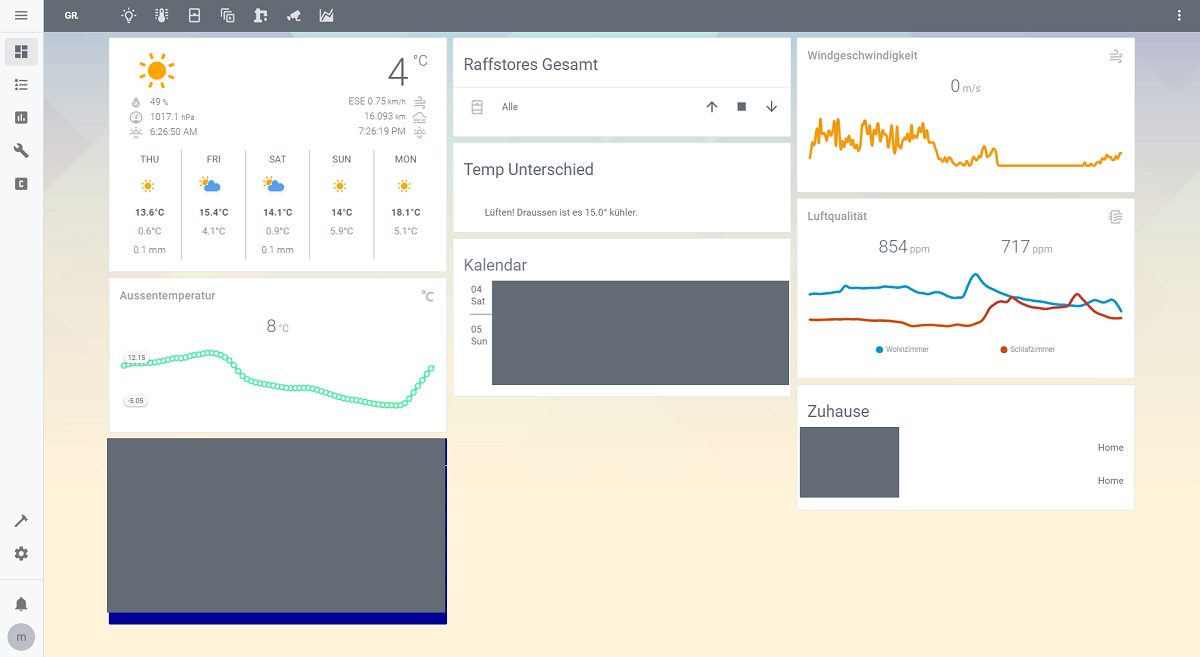 GR.
4 °C
49 %
ESE 0.75 km/h
1017.1 hPa
16.093 km
6:26:50 AM
7:26:19 PM
THU FRI SAT SUN MON
13.6°C 15.4°C 14.1°C 14°C 18.1°C
0.6°C 4.1°C 0.9°C 5.9°C 5.1°C
0.1 mm 0.1 mm
Aussentemperatur
°C
8 °C
12.15
-5.05
Raffstores Gesamt
Alle
Temp Unterschied
Lüften! Draussen ist es 15.0° kühler.
Kalendar
04
Sat
05
Sun
Windgeschwindigkeit
0 m/s
Luftqualität
854 ppm 717 ppm
Wohnzimmer Schlafzimmer
Zuhause
Home
Home
C
m